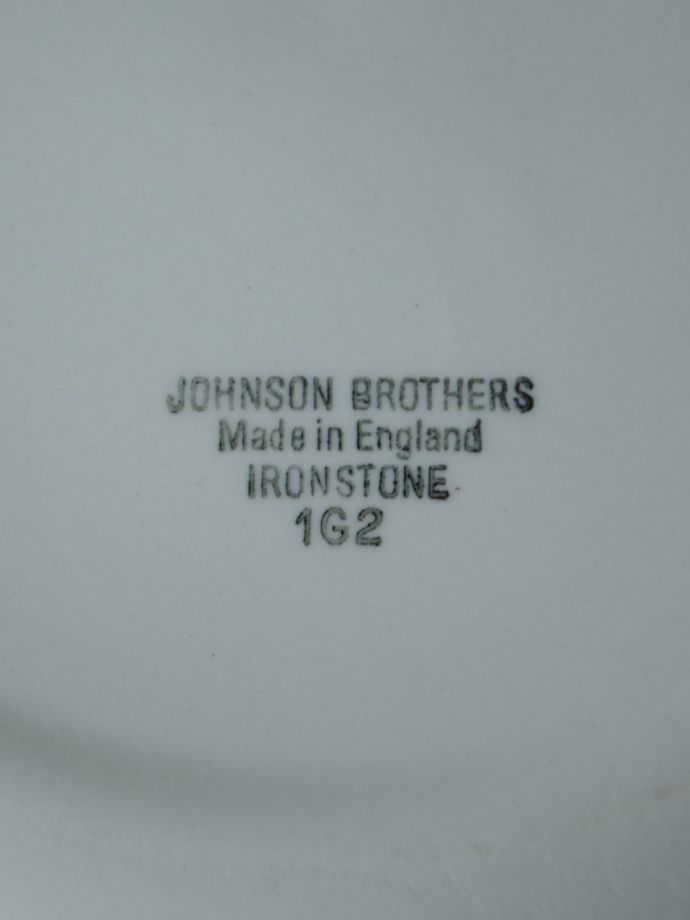 JOHNSON BROTHERS
Made in England
IRONSTONE
1G2